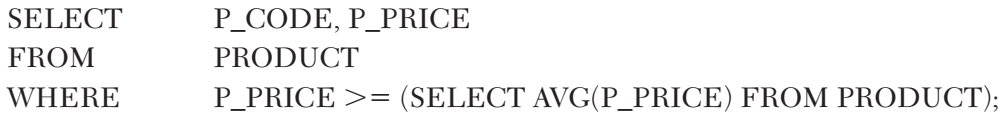 SELECT P_CODE, P_PRICE
FROM PRODUCT
WHERE P_PRICE >= (SELECT AVG(P_PRICE) FROM PRODUCT);